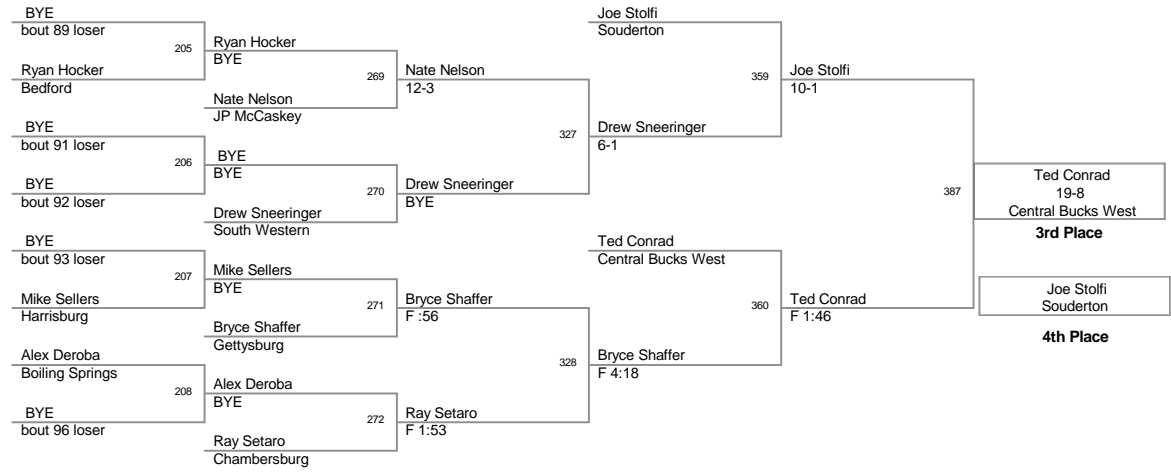 BYE
bout 89 loser
205
Ryan Hocker
Bedford
BYE
bout 91 loser
206
BYE
bout 92 loser
BYE
bout 93 loser
207
Mike Sellers
Harrisburg
Alex Deroba
Boiling Springs
208
BYE
bout 96 loser
Ryan Hocker
BYE
269
Nate Nelson
JP McCaskey
BYE
BYE
270
Drew Sneeringer
South Western
Mike Sellers
BYE
271
Bryce Shaffer
Gettysburg
Alex Deroba
BYE
272
Ray Setaro
Chambersburg
Nate Nelson
12-3
327
Drew Sneeringer
BYE
Bryce Shaffer
F :56
328
Ray Setaro
F 1:53
Joe Stolfi
Souderton
359
Drew Sneeringer
6-1
Ted Conrad
Central Bucks West
360
Bryce Shaffer
F 4:18
Joe Stolfi
10-1
387
Ted Conrad
F 1:46
Ted Conrad
19-8
Central Bucks West
3rd Place
Joe Stolfi
Souderton
4th Place